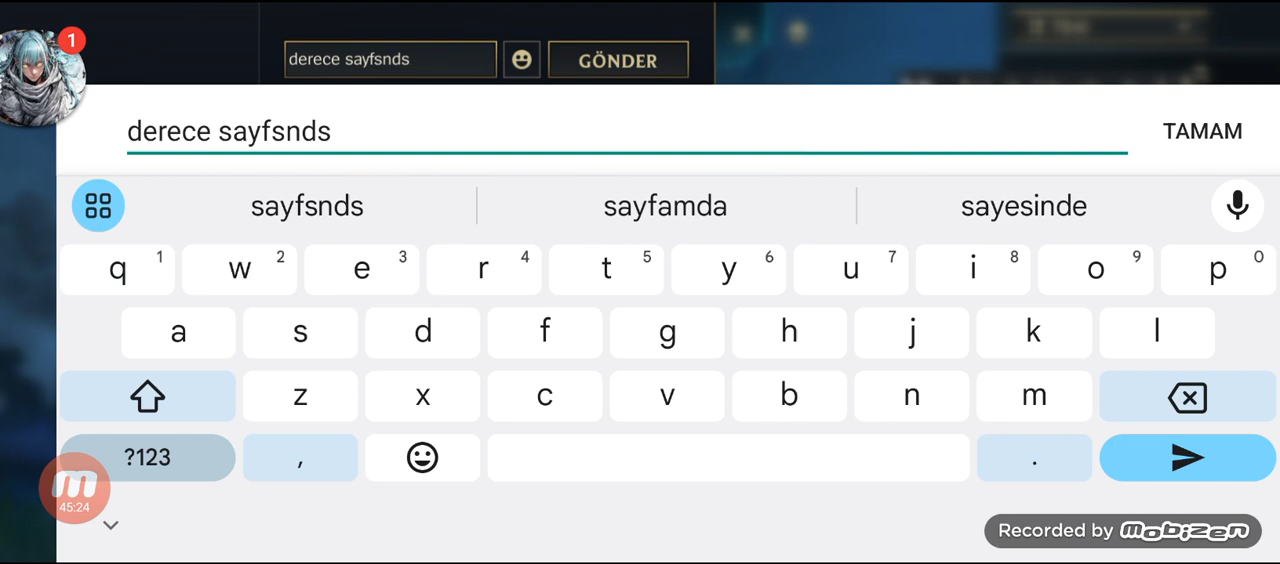 1
derece sayfsnds
GÖNDER
derece sayfsnds
TAMAM
sayfsnds
sayfamda
sayesinde
q 1 w 2 e 3 r 4 t 5 y 6 u 7 i 8 o 9 p 0
a s d f g h j k l
z x c v b n m
?123 , .
m
45:24
Recorded by mobizen